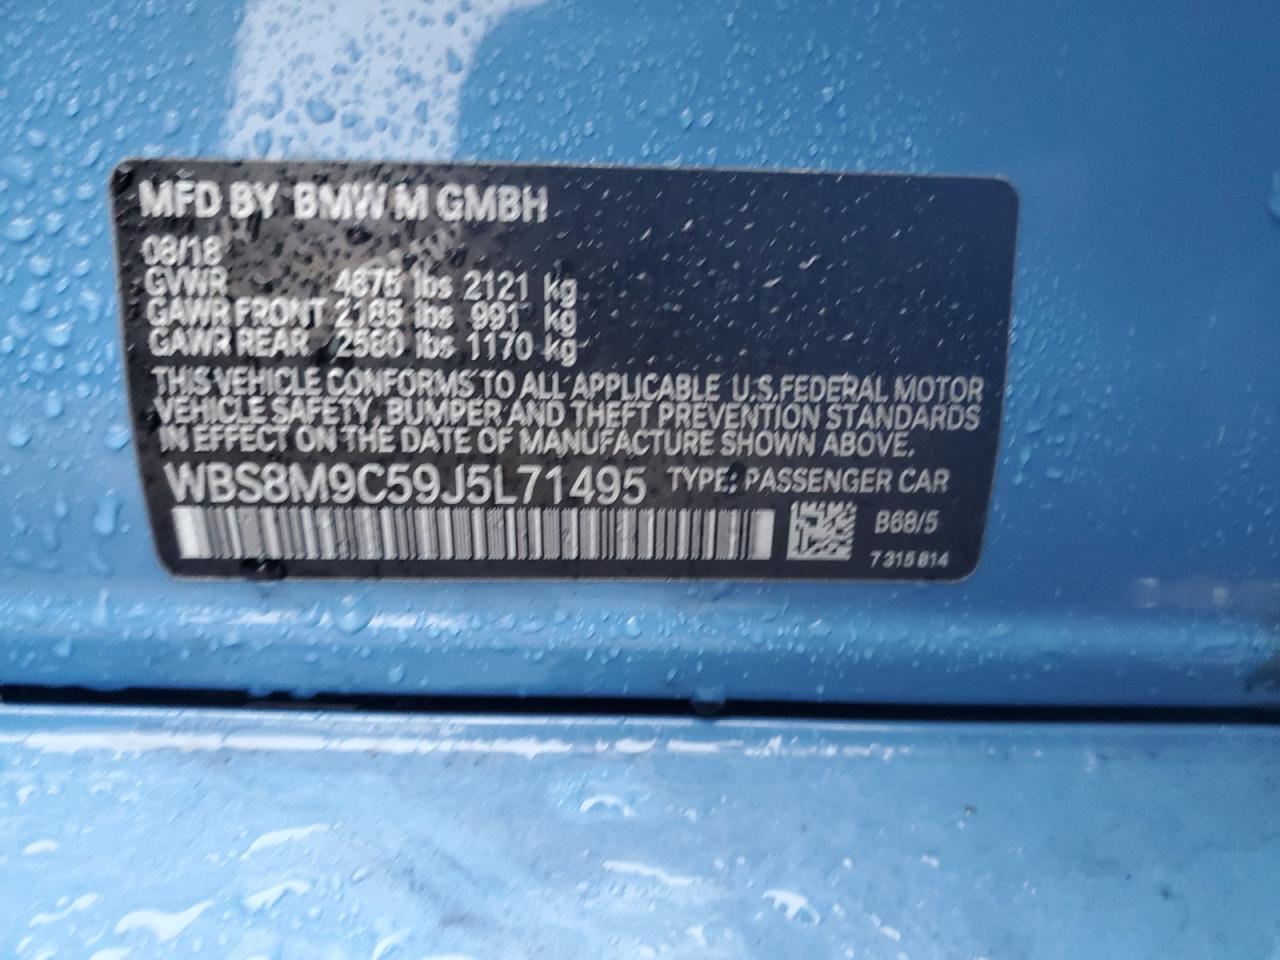 MFD BY BMW M GMBH
08/18
GVWR 4675 lbs 2121 kg
GAWR FRONT 2185 lbs 991 kg
GAWR REAR 2580 lbs 1170 kg
THIS VEHICLE CONFORMS TO ALL APPLICABLE U.S.FEDERAL MOTOR
VEHICLE SAFETY, BUMPER AND THEFT PREVENTION STANDARDS
IN EFFECT ON THE DATE OF MANUFACTURE SHOWN ABOVE.
WBS8M9C59J5L71495 TYPE: PASSENGER CAR
B68/5
7 315 814